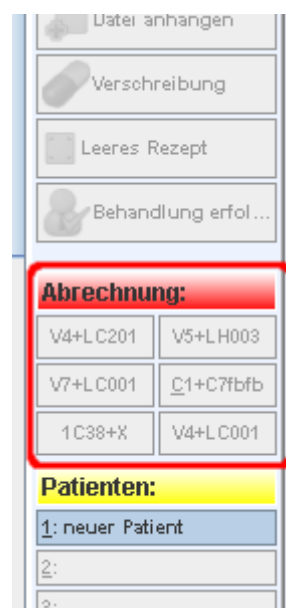 Datei anhängen
Verschreibung
Leeres Rezept
Behandlung erfol...
Abrechnung:
V4+LC201 V5+LH003
V7+LC001 C1+C7fbfb
1C38+X V4+LC001
Patienten:
1: neuer Patient
2:
3: